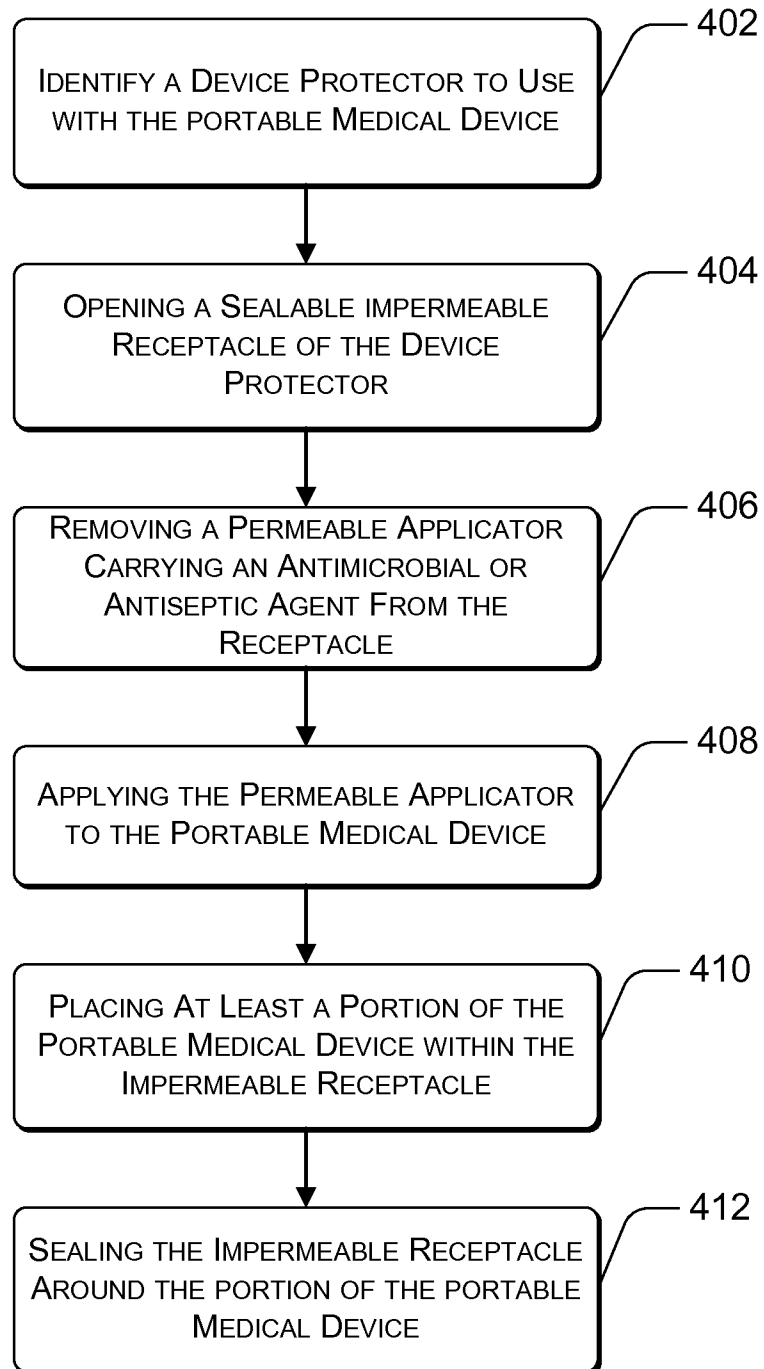 402
IDENTIFY A DEVICE PROTECTOR TO USE
WITH THE PORTABLE MEDICAL DEVICE
404
OPENING A SEALABLE IMPERMEABLE
RECEPTACLE OF THE DEVICE
PROTECTOR
406
REMOVING A PERMEABLE APPLICATOR
CARRYING AN ANTIMICROBIAL OR
ANTISEPTIC AGENT FROM THE
RECEPTACLE
408
APPLYING THE PERMEABLE APPLICATOR
TO THE PORTABLE MEDICAL DEVICE
410
PLACING AT LEAST A PORTION OF THE
PORTABLE MEDICAL DEVICE WITHIN THE
IMPERMEABLE RECEPTACLE
412
SEALING THE IMPERMEABLE RECEPTACLE
AROUND THE PORTION OF THE PORTABLE
MEDICAL DEVICE